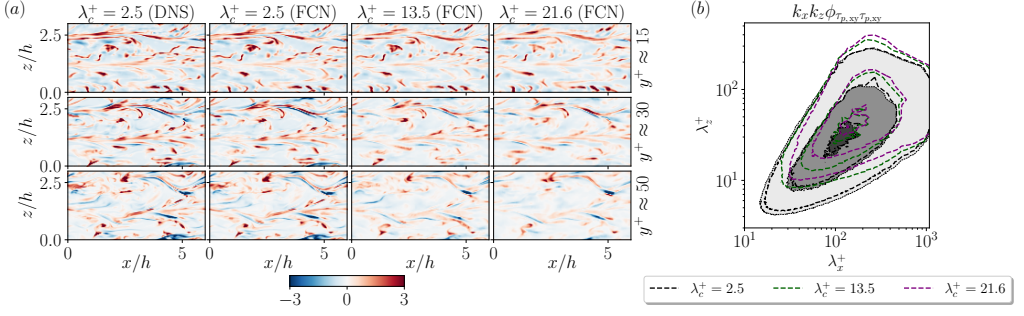 (a)
λ_c^+ = 2.5 (DNS) λ_c^+ = 2.5 (FCN) λ_c^+ = 13.5 (FCN) λ_c^+ = 21.6 (FCN)
z/h 2.5 0.0 y^+ ≈ 15
z/h 2.5 0.0 y^+ ≈ 30
z/h 2.5 0.0 y^+ ≈ 50
0 5 0 5 0 5 0 5
x/h x/h x/h x/h
−3 0 3
(b)
k_x k_z ϕ_{τ_{p,xy} τ_{p,xy}}
λ_z^+
10^2
10^1
10^1 10^2 10^3
λ_x^+
λ_c^+ = 2.5 λ_c^+ = 13.5 λ_c^+ = 21.6